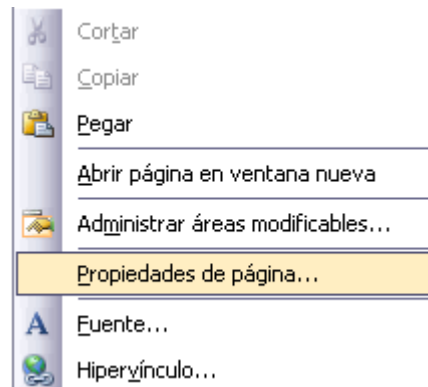 Cortar
Copiar
Pegar
Abrir página en ventana nueva
Administrar áreas modificables...
Propiedades de página...
Fuente...
Hipervínculo...